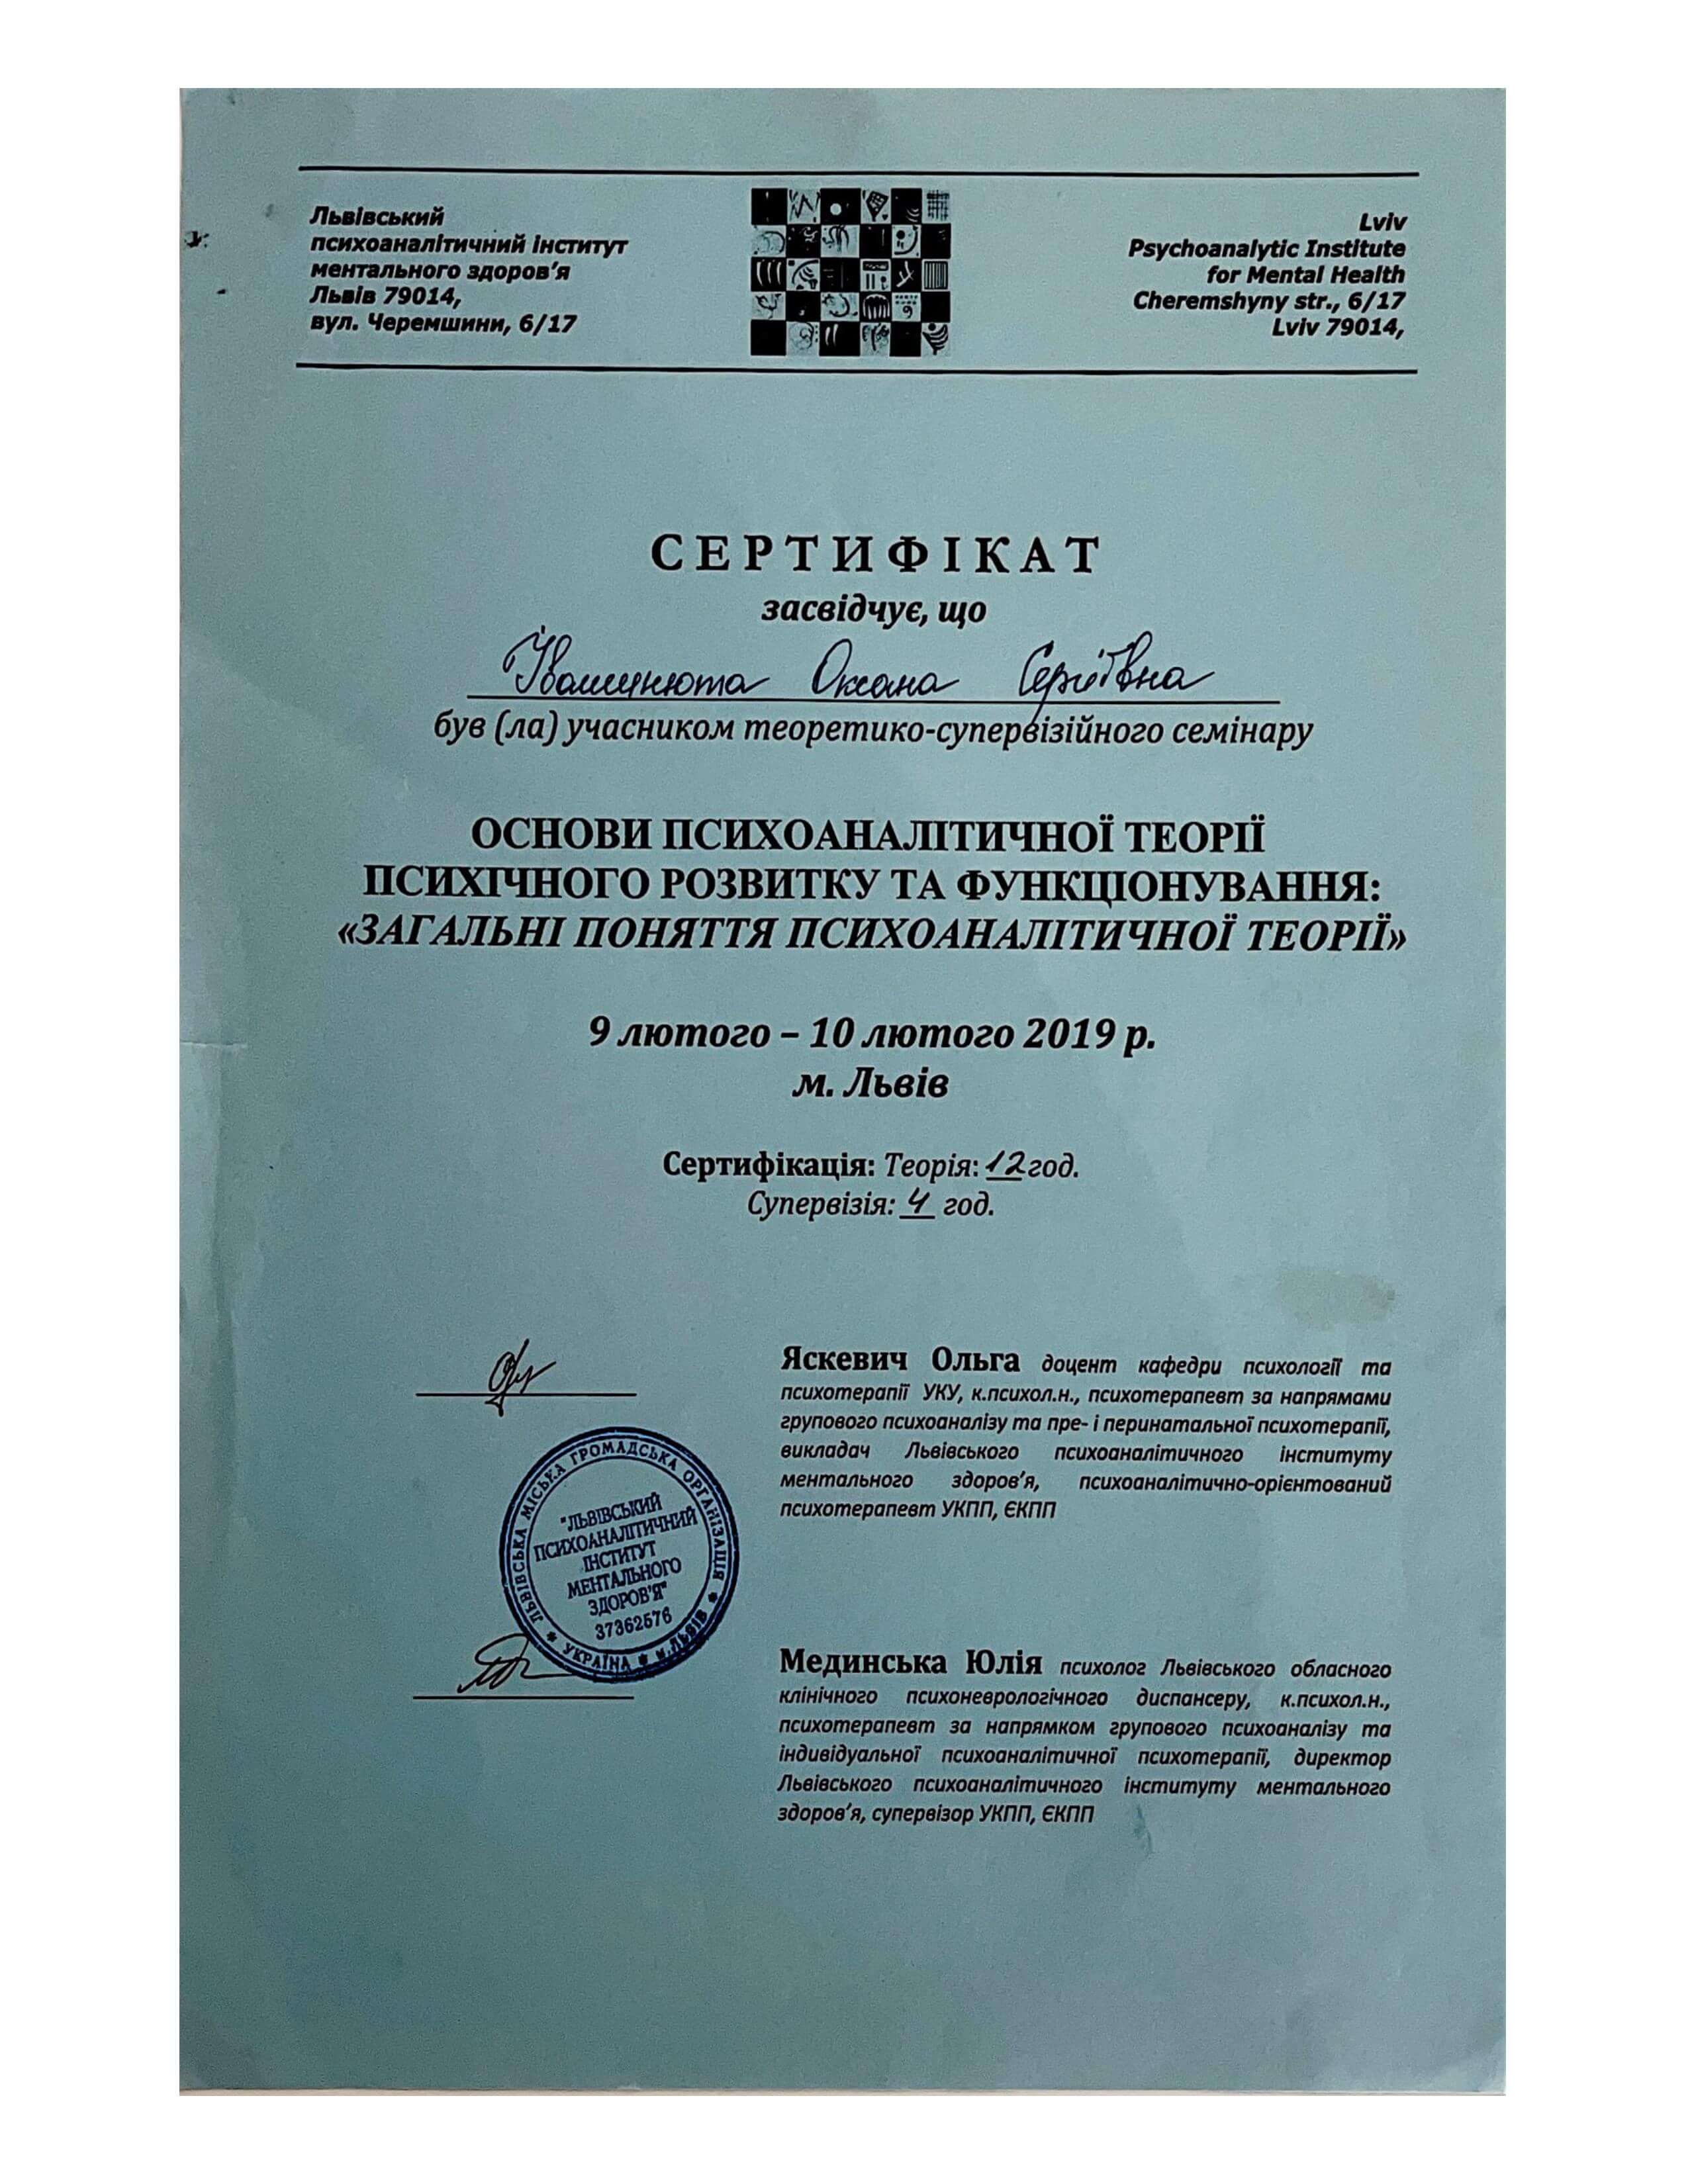 Львівський
психоаналітичний інститут
ментального здоров'я
Львів 79014,
вул. Черемшини, 6/17
Lviv
Psychoanalytic Institute
for Mental Health
Cheremshyny str., 6/17
Lviv 79014,
СЕРТИФІКАТ
засвідчує, що
Оксана Сергіївна
був (ла) учасником теоретико-супервізійного семінару
ОСНОВИ ПСИХОАНАЛІТИЧНОЇ ТЕОРІЇ
ПСИХІЧНОГО РОЗВИТКУ ТА ФУНКЦІОНУВАННЯ:
«ЗАГАЛЬНІ ПОНЯТТЯ ПСИХОАНАЛІТИЧНОЇ ТЕОРІЇ»
9 лютого – 10 лютого 2019 р.
м. Львів
Сертифікація: Теорія: 12 год.
Супервізія: 4 год.
Яскевич Ольга доцент кафедри психології та
психотерапії УКУ, к.психол.н., психотерапевт за напрямами
групового психоаналізу та пре- і перинатальної психотерапії,
викладач Львівського психоаналітичного інституту
ментального здоров'я, психоаналітично-орієнтований
психотерапевт УКПП, ЄКПП
ЛЬВІВСЬКА МІСЬКА ГРОМАДСЬКА ОРГАНІЗАЦІЯ
"ЛЬВІВСЬКИЙ
ПСИХОАНАЛІТИЧНИЙ
ІНСТИТУТ
МЕНТАЛЬНОГО
ЗДОРОВ'Я"
37362576
* УКРАЇНА * м.ЛЬВІВ *
Мединська Юлія психолог Львівського обласного
клінічного психоневрологічного диспансеру, к.психол.н.,
психотерапевт за напрямком групового психоаналізу та
індивідуальної психоаналітичної психотерапії, директор
Львівського психоаналітичного інституту ментального
здоров'я, супервізор УКПП, ЄКПП